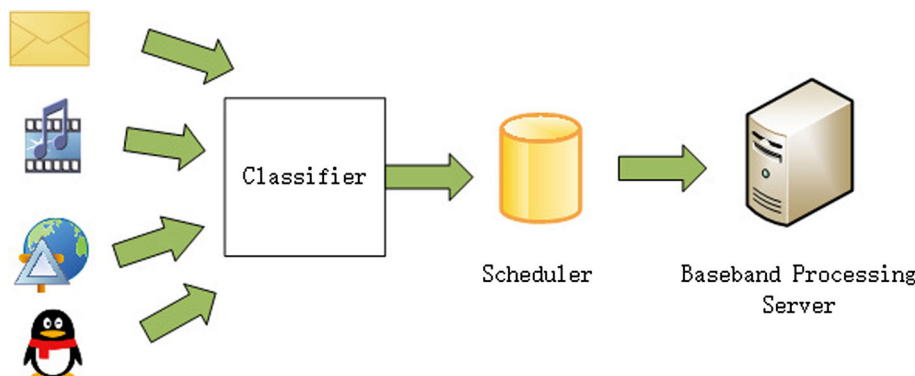 Classifier
Scheduler
Baseband Processing
Server